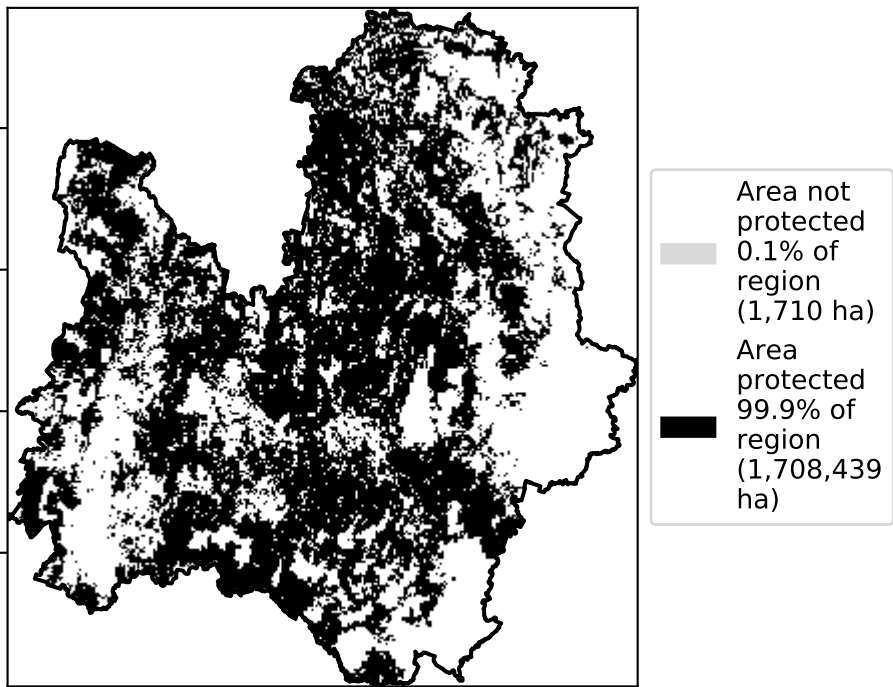 Area not
protected
0.1% of
region
(1,710 ha)
Area
protected
99.9% of
region
(1,708,439
ha)